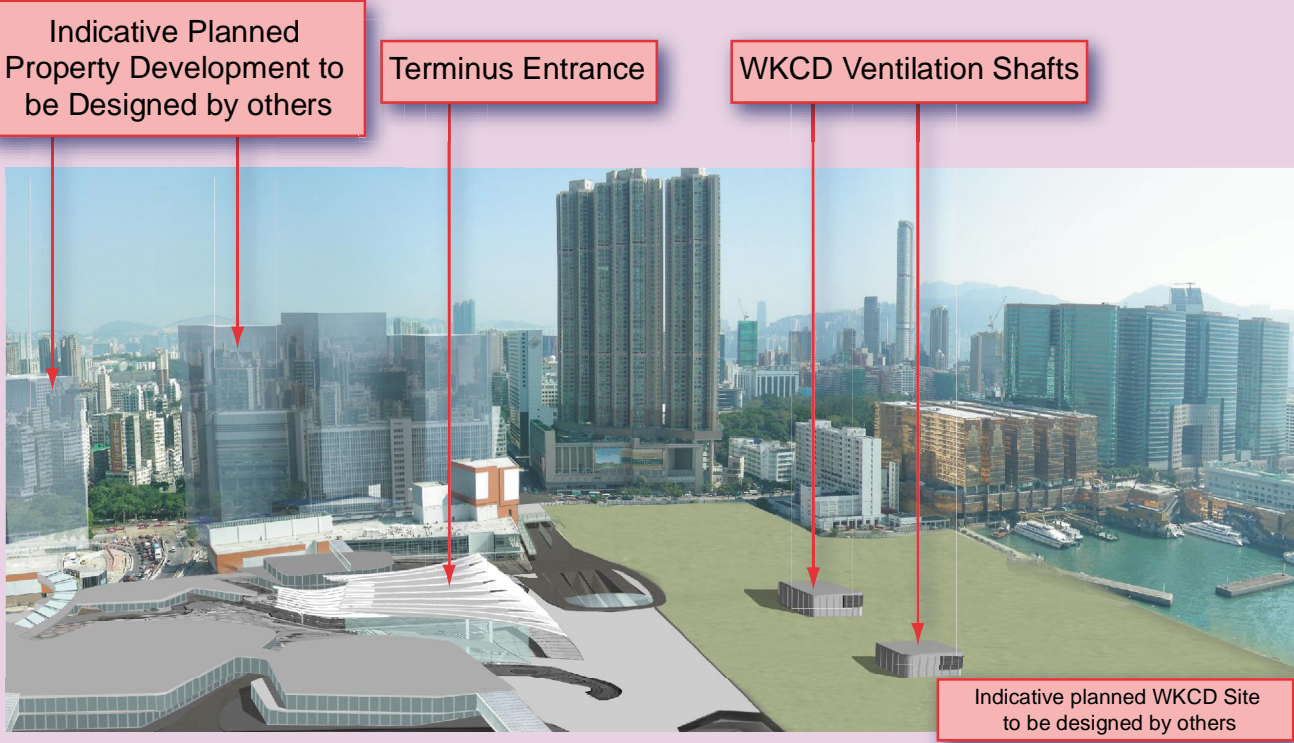 Indicative Planned
Property Development to
be Designed by others
Terminus Entrance
WKCD Ventilation Shafts
Indicative planned WKCD Site
to be designed by others